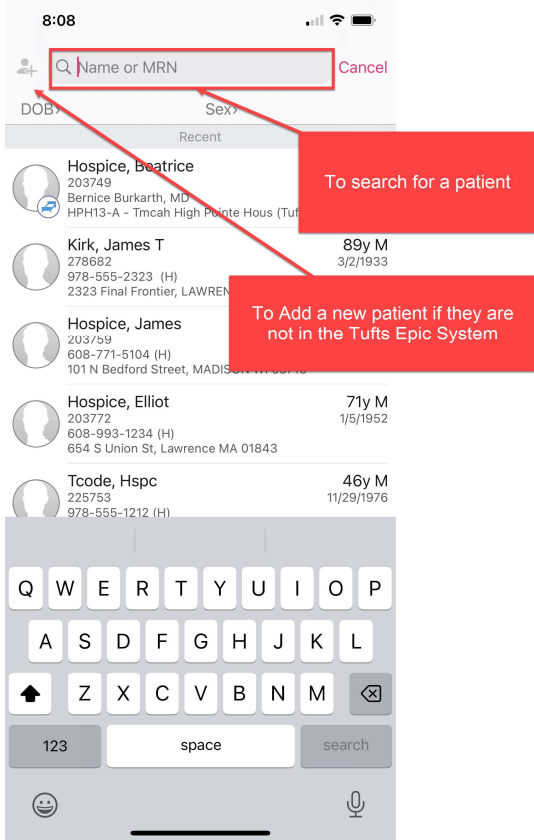 8:08
Name or MRN
Cancel
DOB›
Sex›
Recent
To search for a patient
Hospice, Beatrice
203749
Bernice Burkarth, MD
HPH13-A - Tmcah High Pointe Hous (Tuf
Kirk, James T
89y M
278682
3/2/1933
978-555-2323 (H)
2323 Final Frontier, LAWREN
To Add a new patient if they are
not in the Tufts Epic System
Hospice, James
203759
608-771-5104 (H)
101 N Bedford Street, MADISON WI
Hospice, Elliot
71y M
203772
1/5/1952
608-993-1234 (H)
654 S Union St, Lawrence MA 01843
Tcode, Hspc
46y M
225753
11/29/1976
978-555-1212 (H)
Q W E R T Y U I O P
A S D F G H J K L
Z X C V B N M
123
space
search